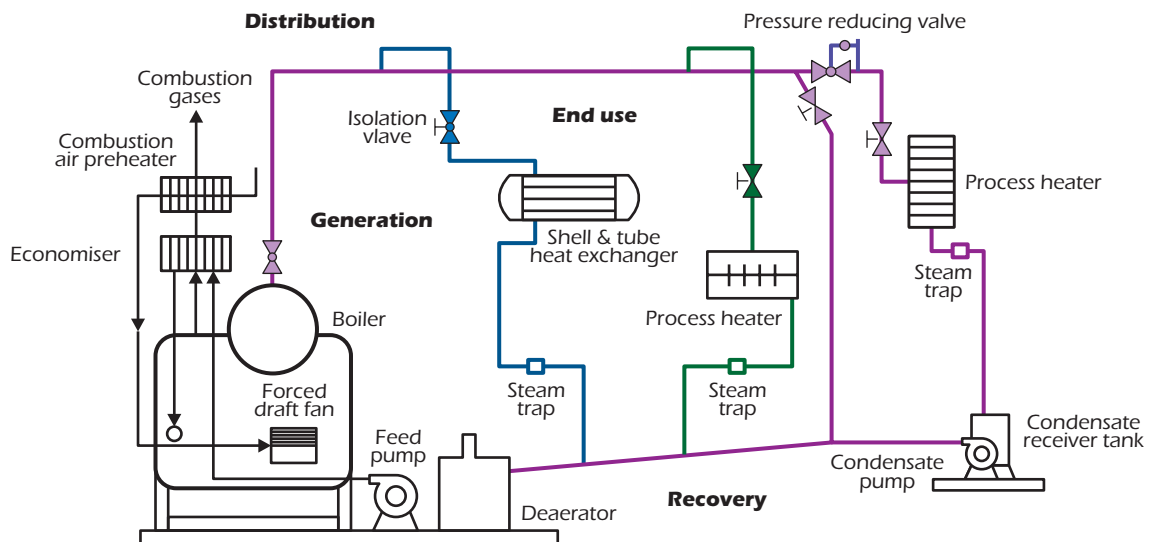 Distribution
Pressure reducing valve
Combustion
gases
Combustion
air preheater
Isolation
vlave
End use
Process heater
Generation
Economiser
Shell & tube
heat exchanger
Steam
trap
Boiler
Process heater
Forced
draft fan
Steam
trap
Steam
trap
Feed
pump
Condensate
receiver tank
Condensate
pump
Deaerator
Recovery